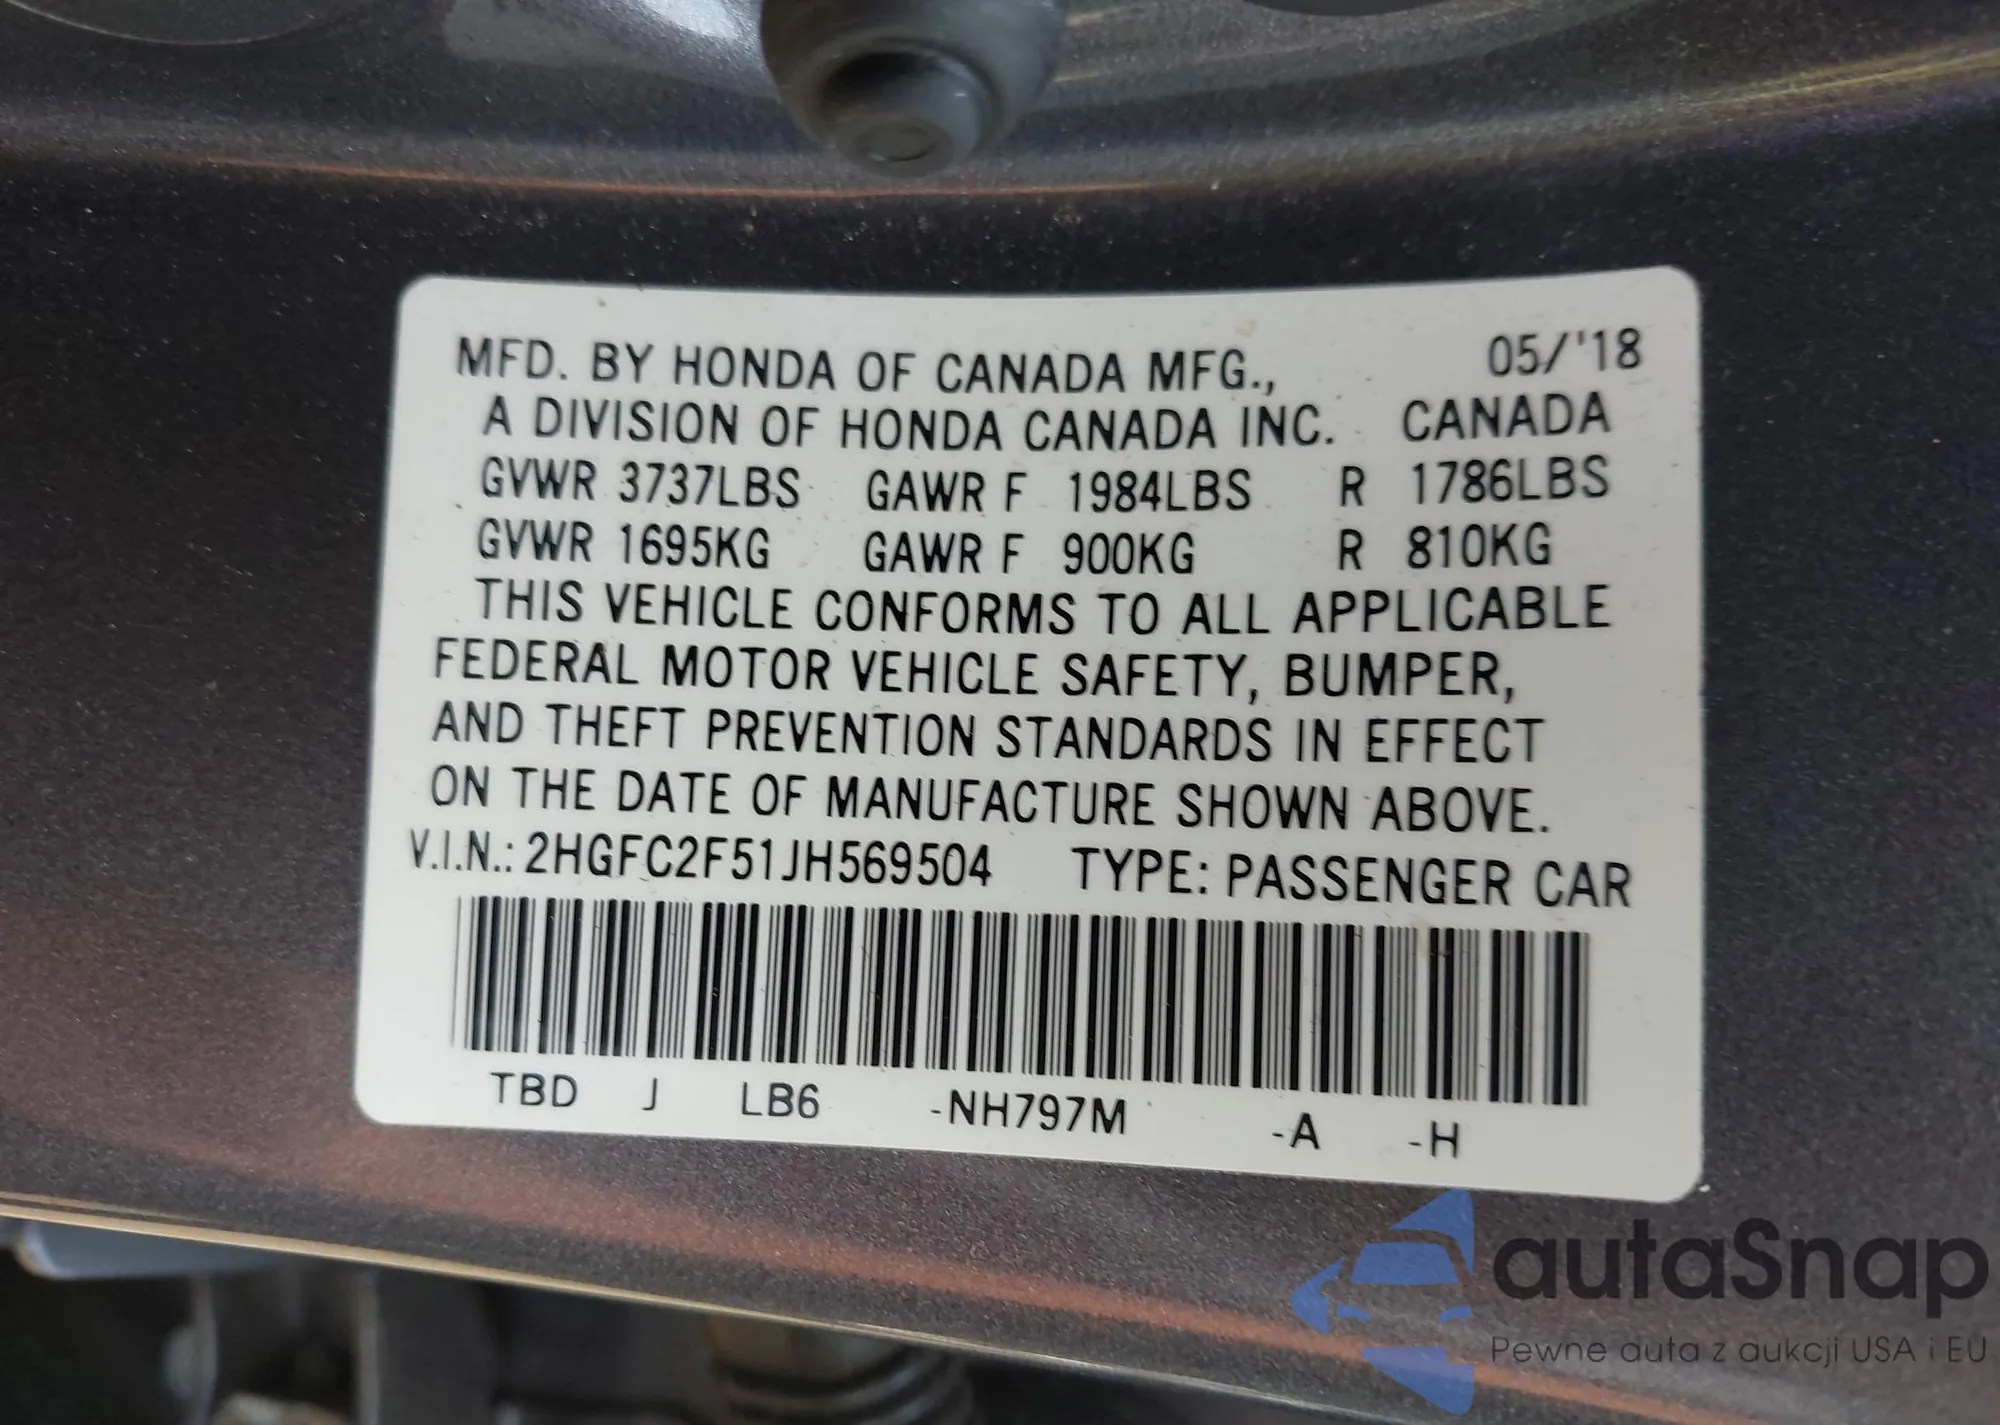 MFD. BY HONDA OF CANADA MFG., 05/'18
A DIVISION OF HONDA CANADA INC. CANADA
GVWR 3737LBS GAWR F 1984LBS R 1786LBS
GVWR 1695KG GAWR F 900KG R 810KG
THIS VEHICLE CONFORMS TO ALL APPLICABLE
FEDERAL MOTOR VEHICLE SAFETY, BUMPER,
AND THEFT PREVENTION STANDARDS IN EFFECT
ON THE DATE OF MANUFACTURE SHOWN ABOVE.
V.I.N.: 2HGFC2F51JH569504 TYPE: PASSENGER CAR
TBD J LB6 -NH797M -A -H
autaSnap
Pewne auta z aukcji USA i EU